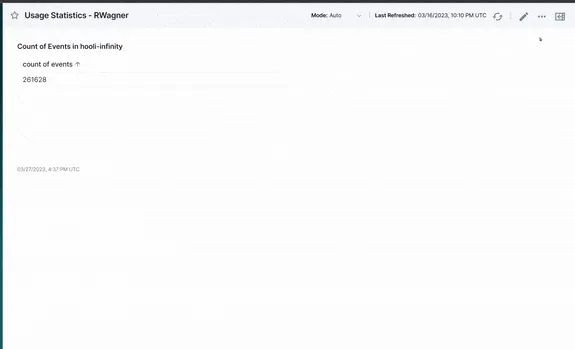 Usage Statistics - RWagner
Mode: Auto
Last Refreshed: 03/16/2023, 10:10 PM UTC
Count of Events in hooli-infinity
count of events ↑
261628
03/27/2023, 4:37 PM UTC